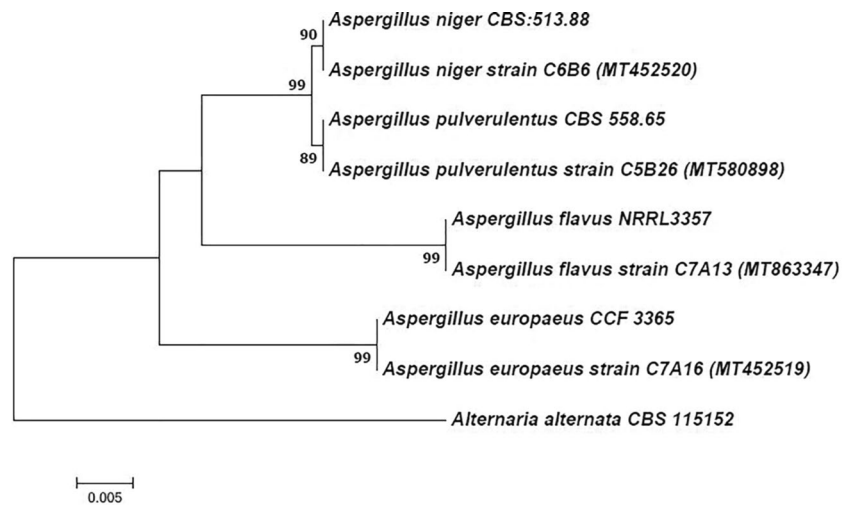 Aspergillus niger CBS:513.88
90
Aspergillus niger strain C6B6 (MT452520)
99
Aspergillus pulverulentus CBS 558.65
89
Aspergillus pulverulentus strain C5B26 (MT580898)
Aspergillus flavus NRRL3357
99
Aspergillus flavus strain C7A13 (MT863347)
Aspergillus europaeus CCF 3365
99
Aspergillus europaeus strain C7A16 (MT452519)
Alternaria alternata CBS 115152
0.005